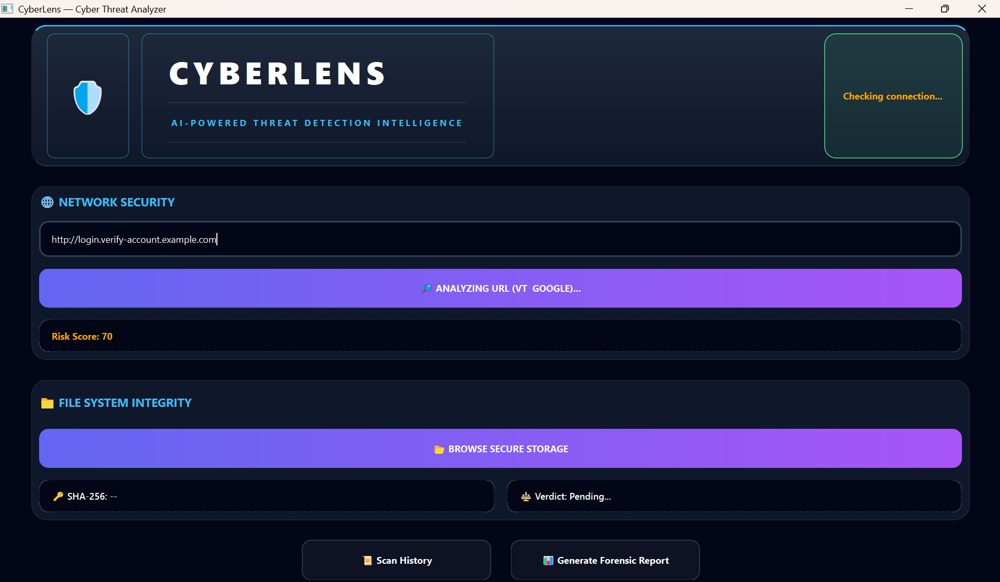 CyberLens — Cyber Threat Analyzer
CYBERLENS
AI-POWERED THREAT DETECTION INTELLIGENCE
Checking connection...
NETWORK SECURITY
http://login.verify-account.example.com
ANALYZING URL (VT  GOOGLE)...
Risk Score: 70
FILE SYSTEM INTEGRITY
BROWSE SECURE STORAGE
SHA-256: --
Verdict: Pending...
Scan History
Generate Forensic Report